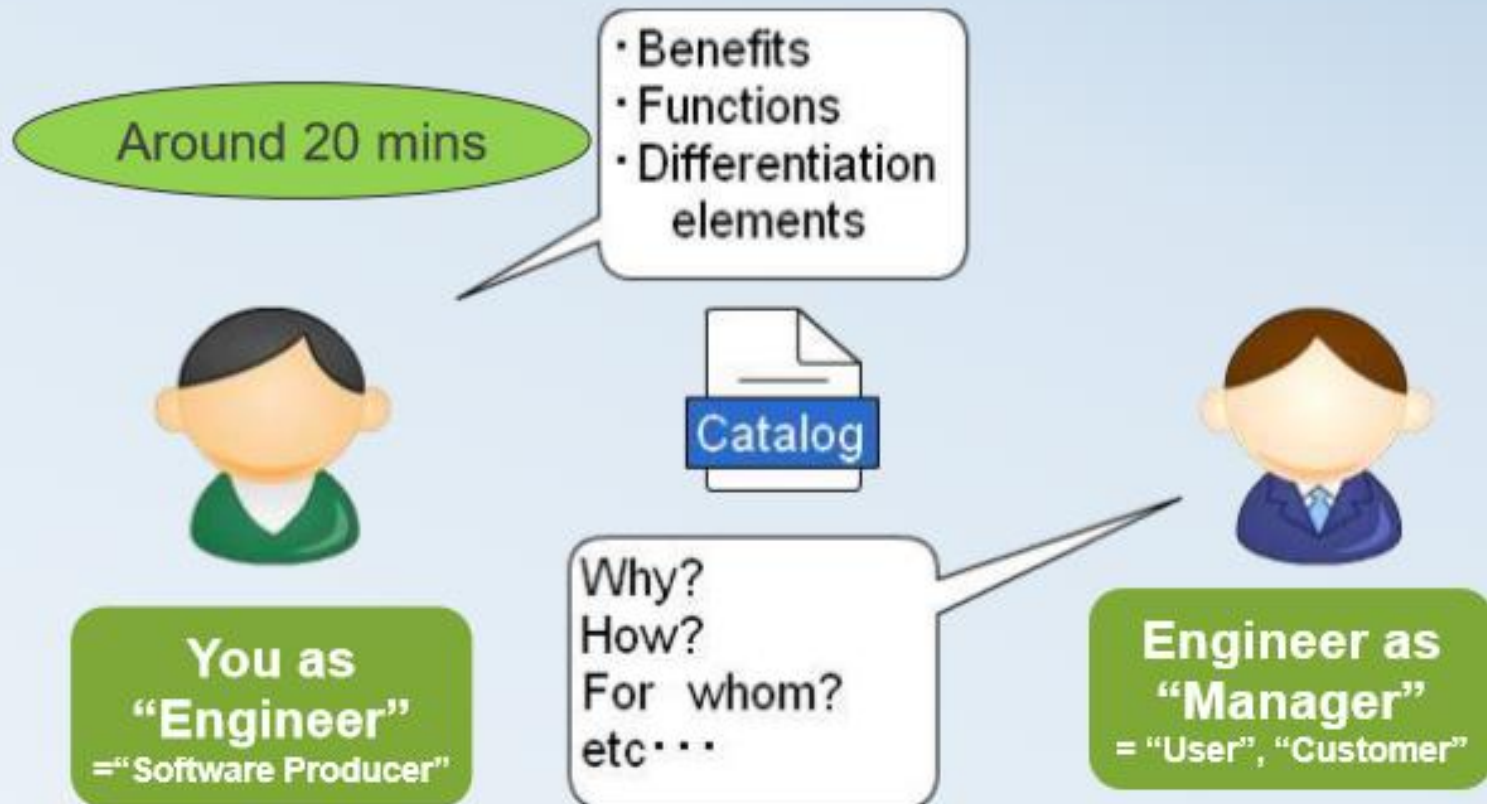 Around 20 mins
・Benefits
・Functions
・Differentiation
elements
Catalog
Why?
How?
For whom?
etc・・・
You as
“Engineer”
=“Software Producer”
Engineer as
“Manager”
= “User”, “Customer”